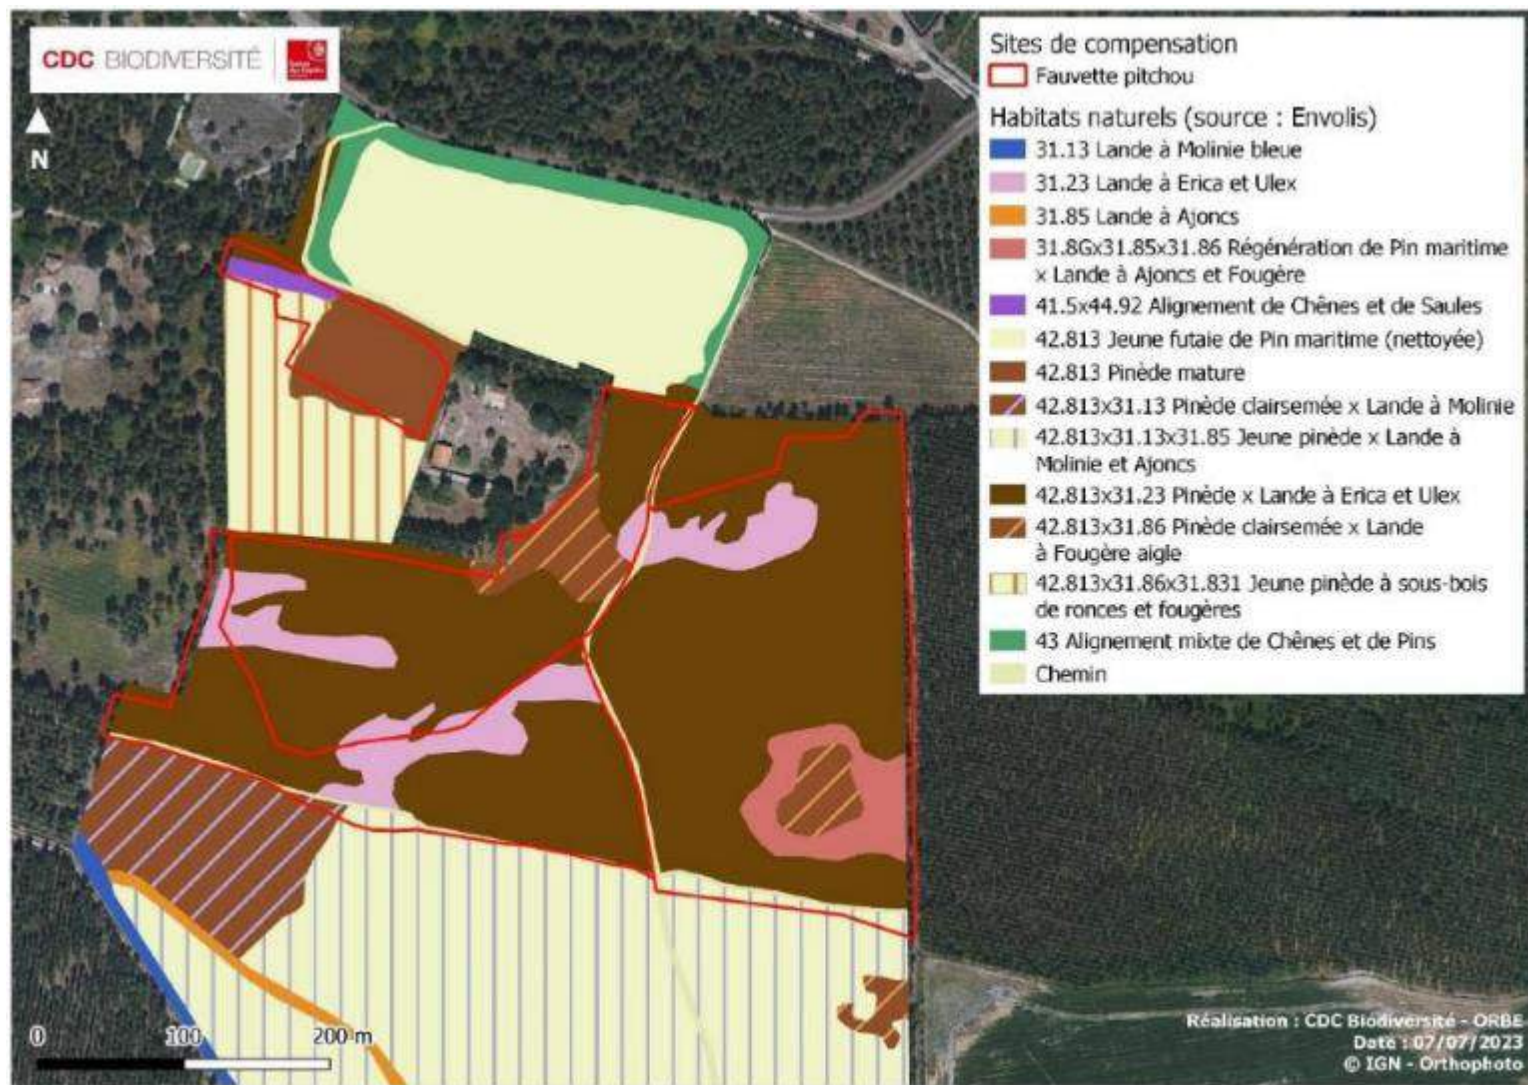 CDC BIODIVERSITÉ
N
Sites de compensation
Fauvette pitchou
Habitats naturels (source : Envolis)
31.13 Lande à Molinie bleue
31.23 Lande à Erica et Ulex
31.85 Lande à Ajoncs
31.8Gx31.85x31.86 Régénération de Pin maritime
x Lande à Ajoncs et Fougère
41.5x44.92 Alignement de Chênes et de Saules
42.813 Jeune futaie de Pin maritime (nettoyée)
42.813 Pinède mature
42.813x31.13 Pinède clairsemée x Lande à Molinie
42.813x31.13x31.85 Jeune pinède x Lande à
Molinie et Ajoncs
42.813x31.23 Pinède x Lande à Erica et Ulex
42.813x31.86 Pinède clairsemée x Lande
à Fougère aigle
42.813x31.86x31.831 Jeune pinède à sous-bois
de ronces et fougères
43 Alignement mixte de Chênes et de Pins
Chemin
0 100 200 m
Réalisation : CDC Biodiversité - ORBE
Date : 07/07/2023
© IGN - Orthophoto